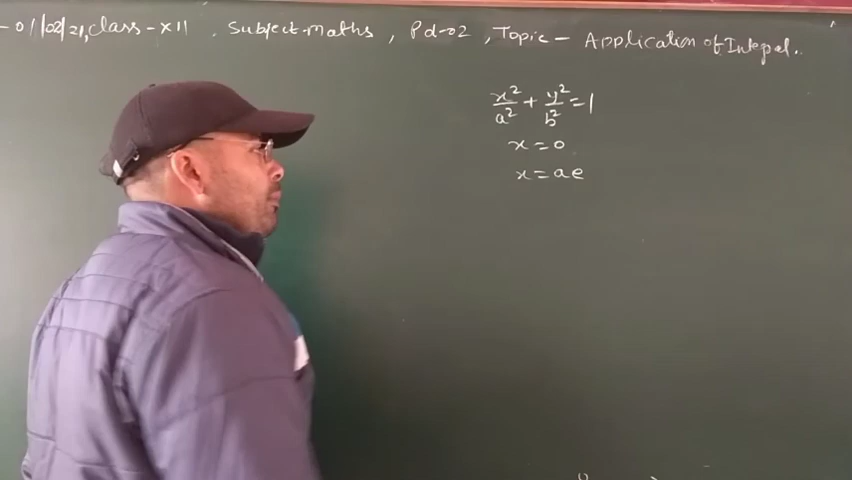 - 01/02/21, class - XII . Subject-maths , Pd-02 , Topic - Application of Integral.
x²/a² + y²/b² = 1
x = 0
x = ae